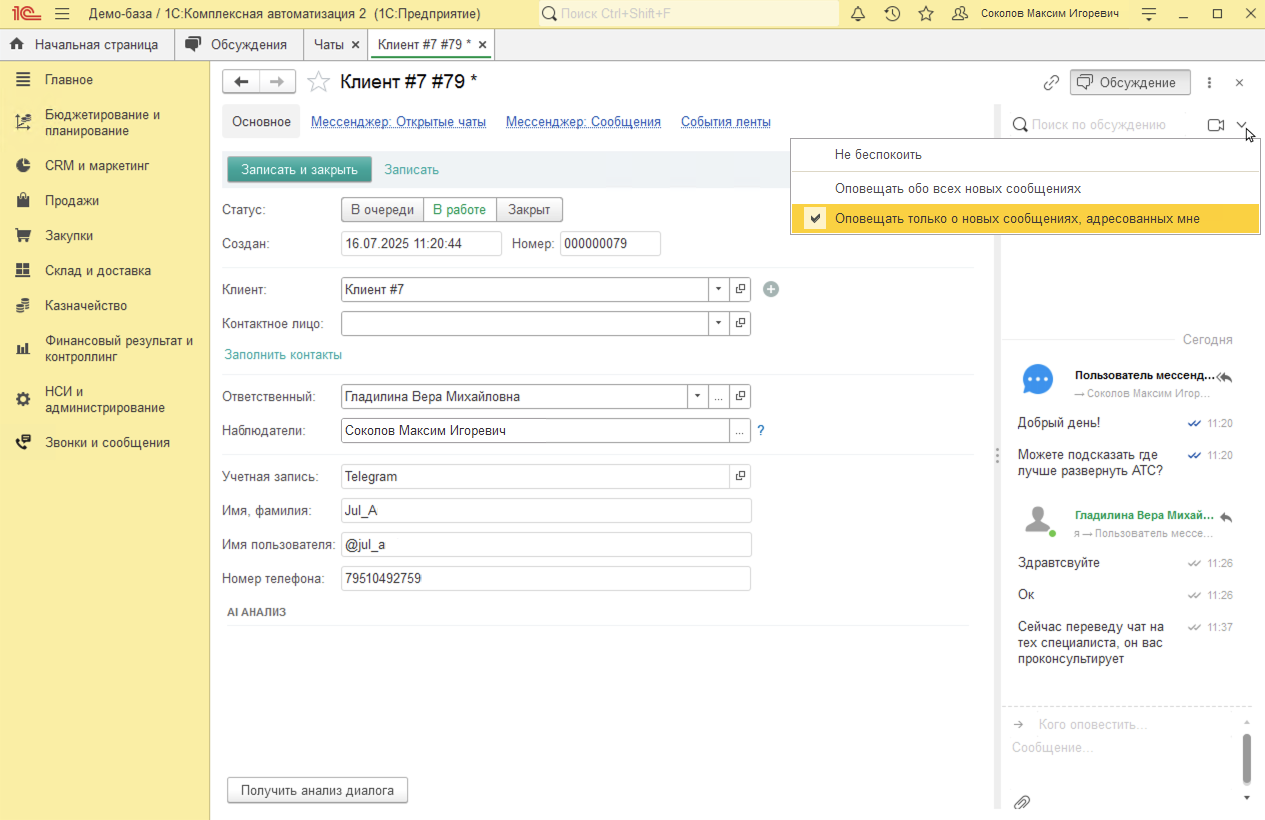 1С Демо-база / 1С:Комплексная автоматизация 2 (1С:Предприятие) Поиск Ctrl+Shift+F Соколов Максим Игоревич
Начальная страница Обсуждения Чаты × Клиент #7 #79 * ×
Главное
Бюджетирование и
планирование
CRM и маркетинг
Продажи
Закупки
Склад и доставка
Казначейство
Финансовый результат и
контроллинг
НСИ и
администрирование
Звонки и сообщения
Клиент #7 #79 *
Обсуждение
Основное Мессенджер: Открытые чаты Мессенджер: Сообщения События ленты
Записать и закрыть Записать
Статус: В очереди В работе Закрыт
Создан: 16.07.2025 11:20:44 Номер: 000000079
Клиент: Клиент #7
Контактное лицо:
Заполнить контакты
Ответственный: Гладилина Вера Михайловна ...
Наблюдатели: Соколов Максим Игоревич ... ?
Учетная запись: Telegram
Имя, фамилия: Jul_A
Имя пользователя: @jul_a
Номер телефона: 79510492759
AI АНАЛИЗ
Получить анализ диалога
Поиск по обсуждению
Не беспокоить
Оповещать обо всех новых сообщениях
Оповещать только о новых сообщениях, адресованных мне
Сегодня
Пользователь мессенд...
→ Соколов Максим Игор...
Добрый день! 11:20
Можете подсказать где 11:20
лучше развернуть АТС?
Гладилина Вера Михай...
я → Пользователь мессе...
Здравтсвуйте 11:26
Ок 11:26
Сейчас переведу чат на 11:37
тех специалиста, он вас
проконсультирует
Кого оповестить...
Сообщение...